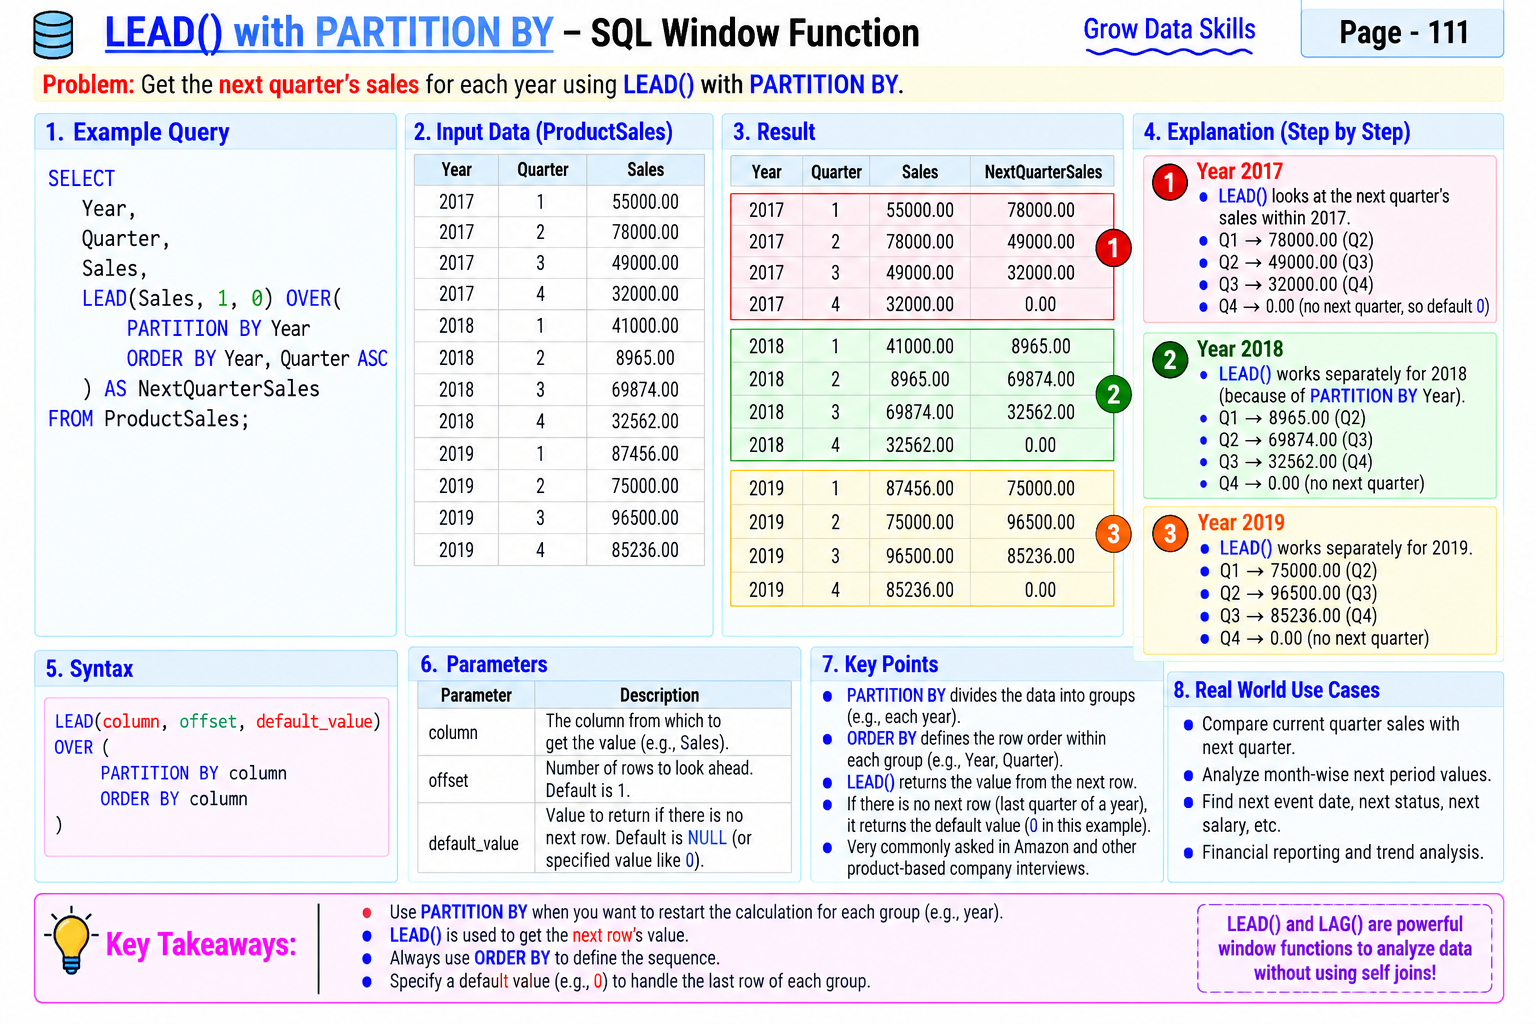 LEAD() with PARTITION BY – SQL Window Function
Grow Data Skills
Page - 111
Problem: Get the next quarter's sales for each year using LEAD() with PARTITION BY.
1. Example Query
SELECT
Year,
Quarter,
Sales,
LEAD(Sales, 1, 0) OVER(
PARTITION BY Year
ORDER BY Year, Quarter ASC
) AS NextQuarterSales
FROM ProductSales;
2. Input Data (ProductSales)
Year Quarter Sales
2017 1 55000.00
2017 2 78000.00
2017 3 49000.00
2017 4 32000.00
2018 1 41000.00
2018 2 8965.00
2018 3 69874.00
2018 4 32562.00
2019 1 87456.00
2019 2 75000.00
2019 3 96500.00
2019 4 85236.00
3. Result
Year Quarter Sales NextQuarterSales
2017 1 55000.00 78000.00
2017 2 78000.00 49000.00
2017 3 49000.00 32000.00
2017 4 32000.00 0.00
1
2018 1 41000.00 8965.00
2018 2 8965.00 69874.00
2018 3 69874.00 32562.00
2018 4 32562.00 0.00
2
2019 1 87456.00 75000.00
2019 2 75000.00 96500.00
2019 3 96500.00 85236.00
2019 4 85236.00 0.00
3
4. Explanation (Step by Step)
1 Year 2017
• LEAD() looks at the next quarter's
sales within 2017.
• Q1 → 78000.00 (Q2)
• Q2 → 49000.00 (Q3)
• Q3 → 32000.00 (Q4)
• Q4 → 0.00 (no next quarter, so default 0)
2 Year 2018
• LEAD() works separately for 2018
(because of PARTITION BY Year).
• Q1 → 8965.00 (Q2)
• Q2 → 69874.00 (Q3)
• Q3 → 32562.00 (Q4)
• Q4 → 0.00 (no next quarter)
3 Year 2019
• LEAD() works separately for 2019.
• Q1 → 75000.00 (Q2)
• Q2 → 96500.00 (Q3)
• Q3 → 85236.00 (Q4)
• Q4 → 0.00 (no next quarter)
5. Syntax
LEAD(column, offset, default_value)
OVER (
PARTITION BY column
ORDER BY column
)
6. Parameters
Parameter Description
column The column from which to
get the value (e.g., Sales).
offset Number of rows to look ahead.
Default is 1.
default_value Value to return if there is no
next row. Default is NULL (or
specified value like 0).
7. Key Points
• PARTITION BY divides the data into groups
(e.g., each year).
• ORDER BY defines the row order within
each group (e.g., Year, Quarter).
• LEAD() returns the value from the next row.
• If there is no next row (last quarter of a year),
it returns the default value (0 in this example).
• Very commonly asked in Amazon and other
product-based company interviews.
8. Real World Use Cases
• Compare current quarter sales with
next quarter.
• Analyze month-wise next period values.
• Find next event date, next status, next
salary, etc.
• Financial reporting and trend analysis.
Key Takeaways:
• Use PARTITION BY when you want to restart the calculation for each group (e.g., year).
• LEAD() is used to get the next row's value.
• Always use ORDER BY to define the sequence.
• Specify a default value (e.g., 0) to handle the last row of each group.
LEAD() and LAG() are powerful
window functions to analyze data
without using self joins!